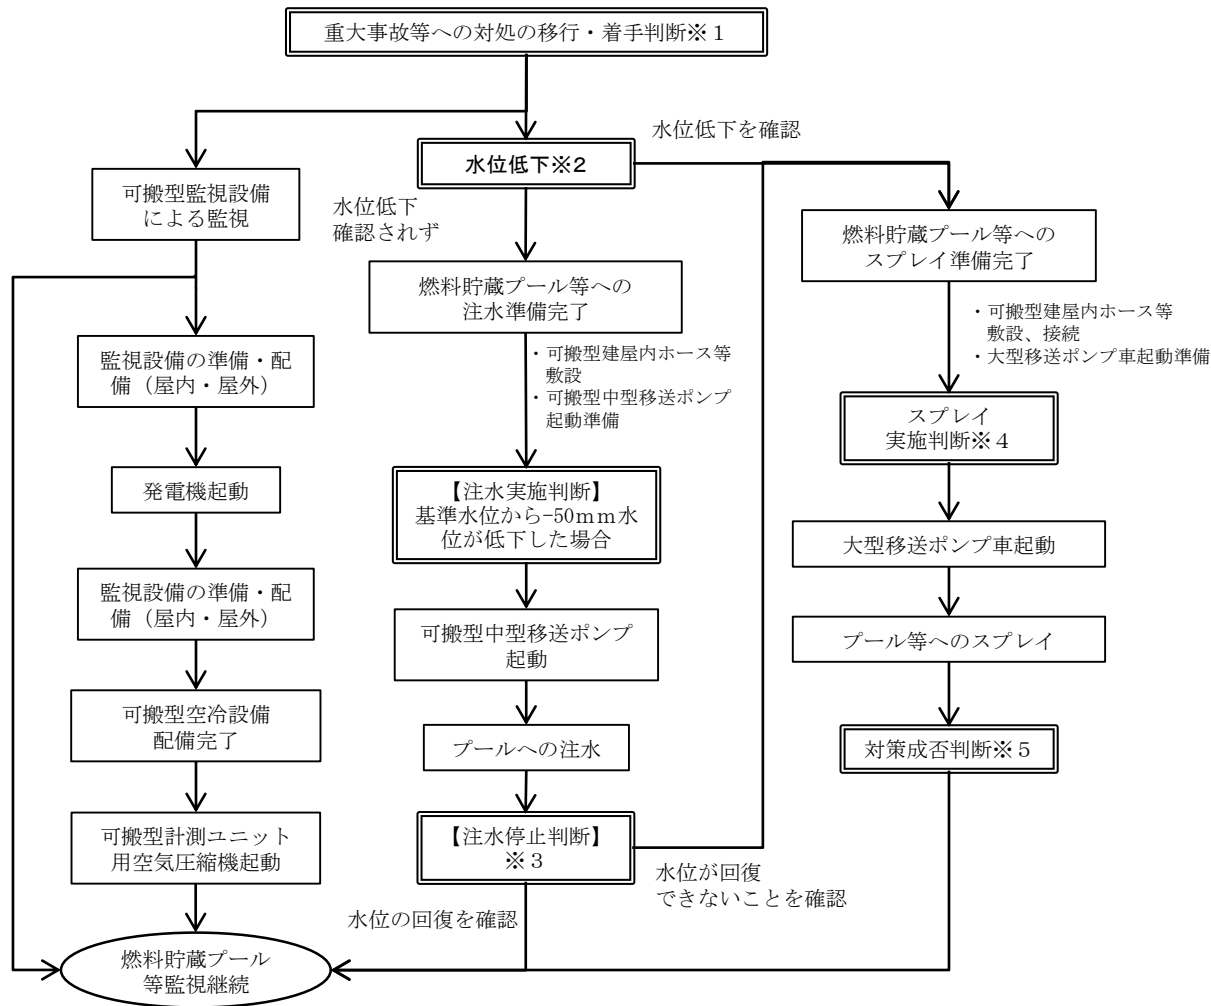 重大事故等への対処の移行・着手判断※１
水位低下を確認
水位低下※2
可搬型監視設備
による監視
水位低下
確認されず
燃料貯蔵プール等への
スプレイ準備完了
燃料貯蔵プール等への
注水準備完了
・可搬型建屋内ホース等
敷設、接続
・大型移送ポンプ車起動準備
監視設備の準備・配
備（屋内・屋外）
・可搬型建屋内ホース等
敷設
・可搬型中型移送ポンプ
起動準備
スプレイ
実施判断※４
発電機起動
【注水実施判断】
基準水位から-50mm水
位が低下した場合
大型移送ポンプ車起動
監視設備の準備・配
備（屋内・屋外）
可搬型中型移送ポンプ
起動
プール等へのスプレイ
可搬型空冷設備
配備完了
プールへの注水
対策成否判断※５
可搬型計測ユニット
用空気圧縮機起動
【注水停止判断】
※３
水位が回復
できないことを確認
水位の回復を確認
燃料貯蔵プール
等監視継続